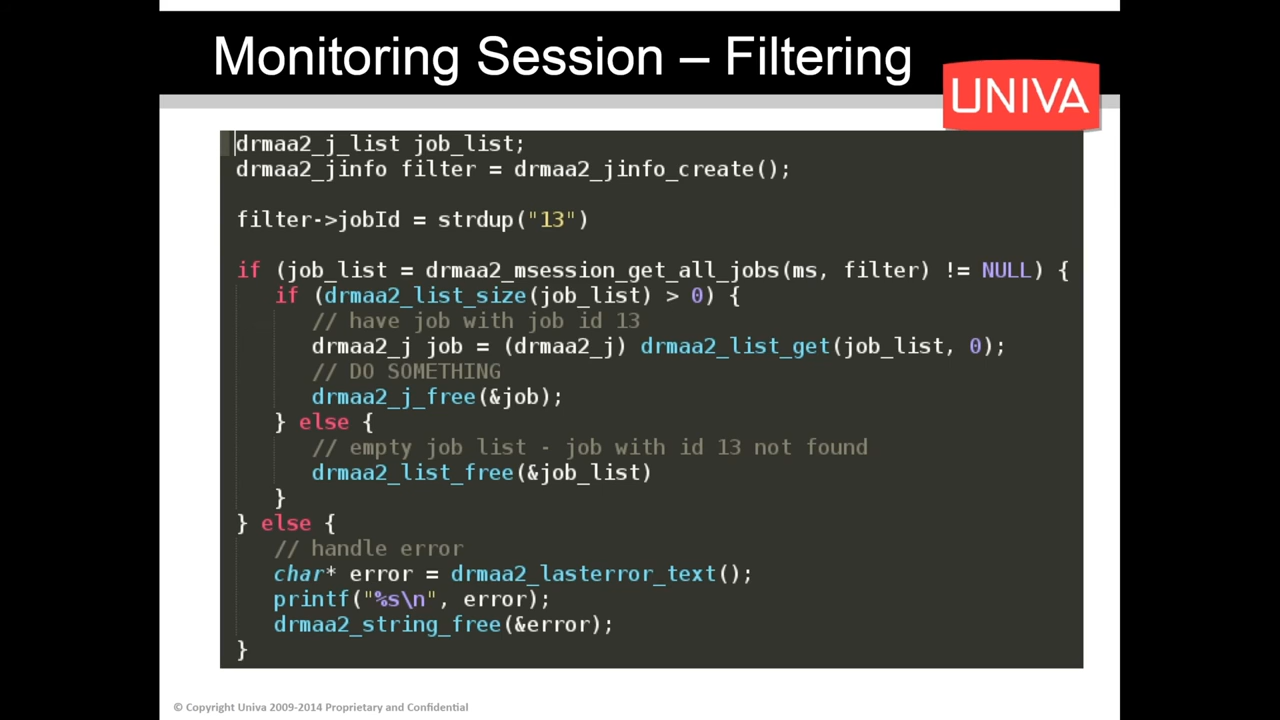 Monitoring Session – Filtering
UNIVA
drmaa2_j_list job_list;
drmaa2_jinfo filter = drmaa2_jinfo_create();
filter->jobId = strdup("13")
if (job_list = drmaa2_msession_get_all_jobs(ms, filter) != NULL) {
if (drmaa2_list_size(job_list) > 0) {
// have job with job id 13
drmaa2_j job = (drmaa2_j) drmaa2_list_get(job_list, 0);
// DO SOMETHING
drmaa2_j_free(&job);
} else {
// empty job list - job with id 13 not found
drmaa2_list_free(&job_list)
}
} else {
// handle error
char* error = drmaa2_lasterror_text();
printf("%s\n", error);
drmaa2_string_free(&error);
}
© Copyright Univa 2009-2014 Proprietary and Confidential